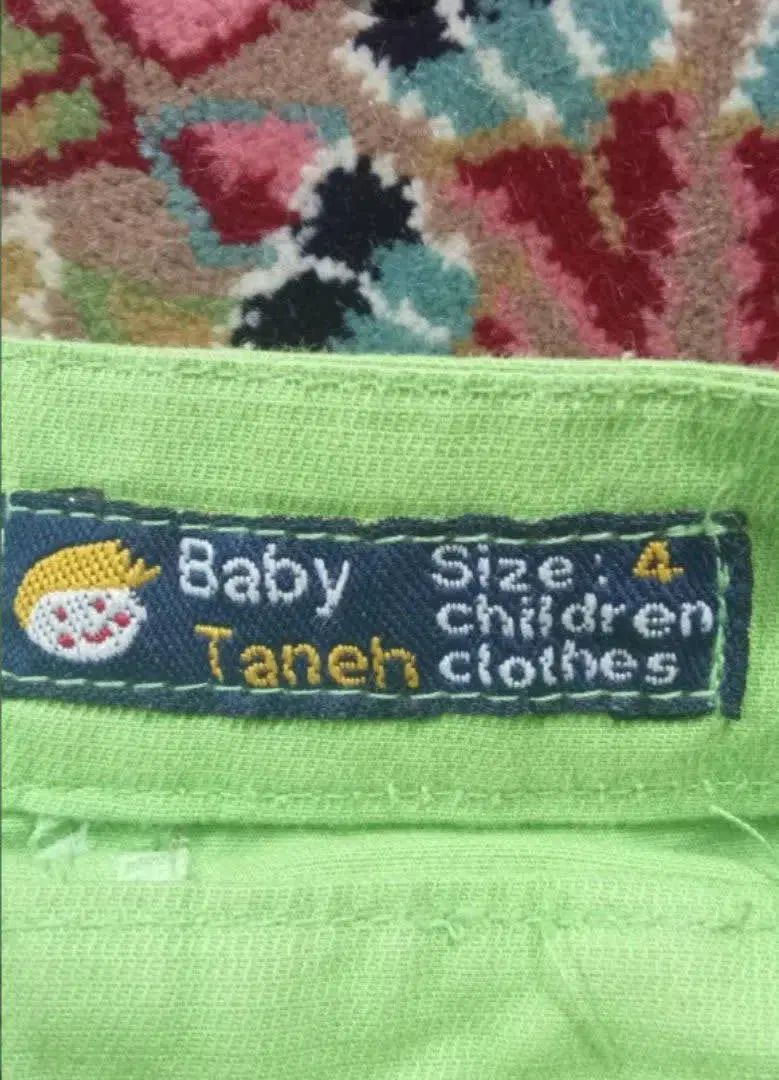 Baby
Taneh
Size: 4
children
clothes